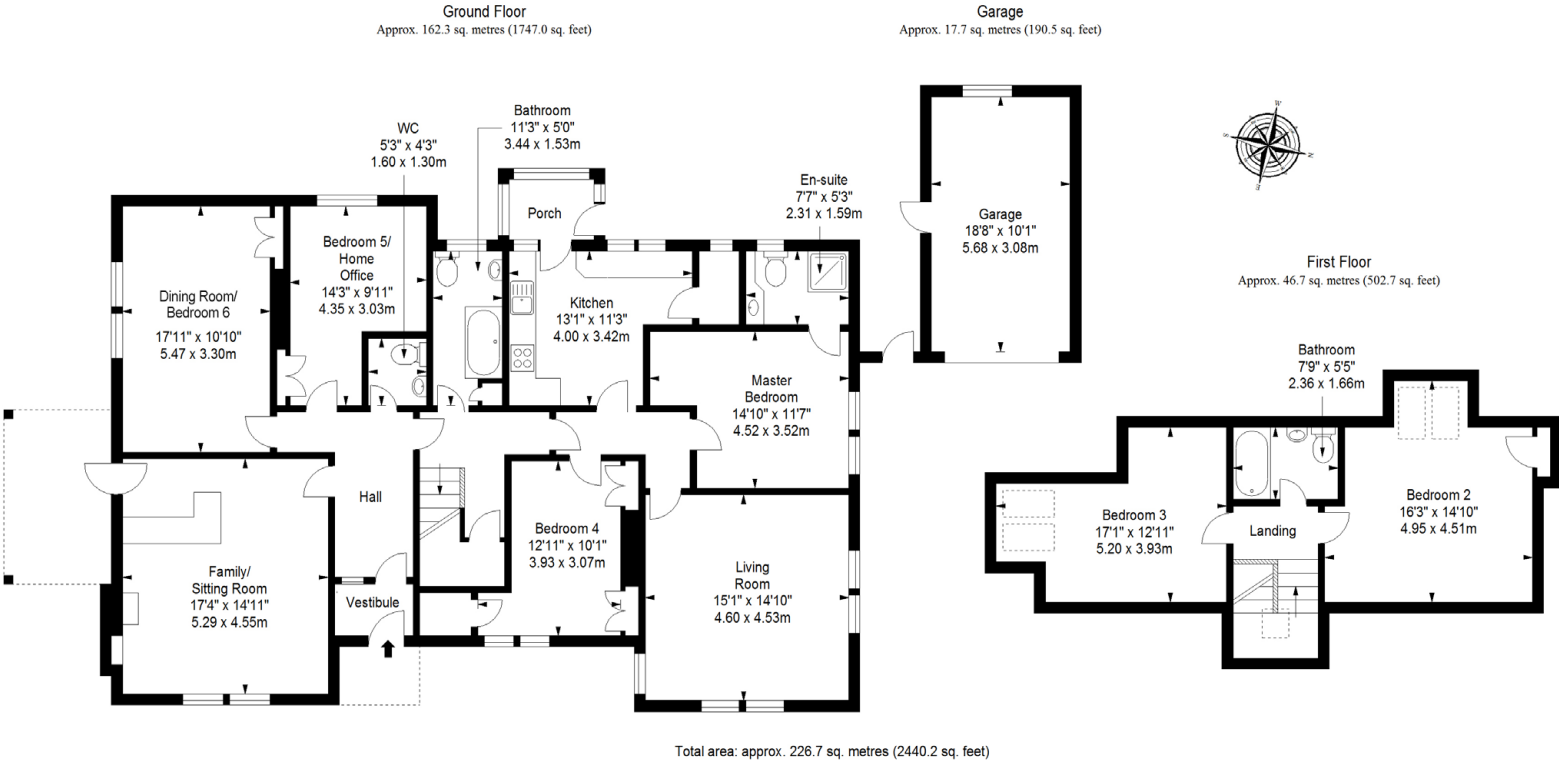 Ground Floor
Approx. 162.3 sq. metres (1747.0 sq. feet)
Garage
Approx. 17.7 sq. metres (190.5 sq. feet)
WC
5'3" x 4'3"
1.60 x 1.30m
Bathroom
11'3" x 5'0"
3.44 x 1.53m
Porch
En-suite
7'7" x 5'3"
2.31 x 1.59m
W
S
N
E
Garage
18'8" x 10'1"
5.68 x 3.08m
First Floor
Approx. 46.7 sq. metres (502.7 sq. feet)
Dining Room/
Bedroom 6
17'11" x 10'10"
5.47 x 3.30m
Bedroom 5/
Home
Office
14'3" x 9'11"
4.35 x 3.03m
Kitchen
13'1" x 11'3"
4.00 x 3.42m
Master
Bedroom
14'10" x 11'7"
4.52 x 3.52m
Bathroom
7'9" x 5'5"
2.36 x 1.66m
Hall
Family/
Sitting Room
17'4" x 14'11"
5.29 x 4.55m
Vestibule
Bedroom 4
12'11" x 10'1"
3.93 x 3.07m
Living
Room
15'1" x 14'10"
4.60 x 4.53m
Bedroom 3
17'1" x 12'11"
5.20 x 3.93m
Landing
Bedroom 2
16'3" x 14'10"
4.95 x 4.51m
Total area: approx. 226.7 sq. metres (2440.2 sq. feet)